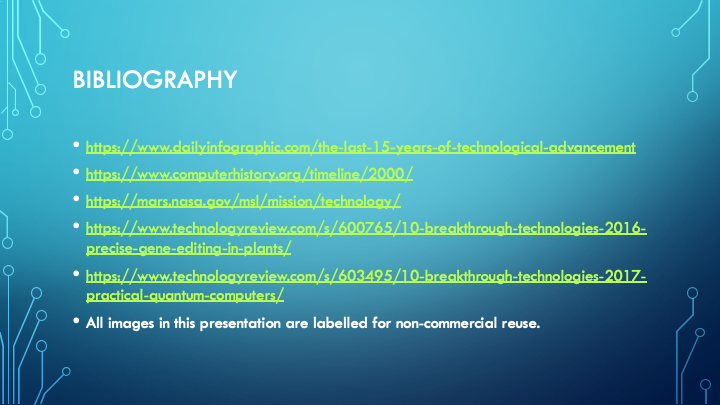 BIBLIOGRAPHY
• https://www.dailyinfographic.com/the-last-15-years-of-technological-advancement
• https://www.computerhistory.org/timeline/2000/
• https://mars.nasa.gov/msl/mission/technology/
• https://www.technologyreview.com/s/600765/10-breakthrough-technologies-2016-
precise-gene-editing-in-plants/
• https://www.technologyreview.com/s/603495/10-breakthrough-technologies-2017-
practical-quantum-computers/
• All images in this presentation are labelled for non-commercial reuse.